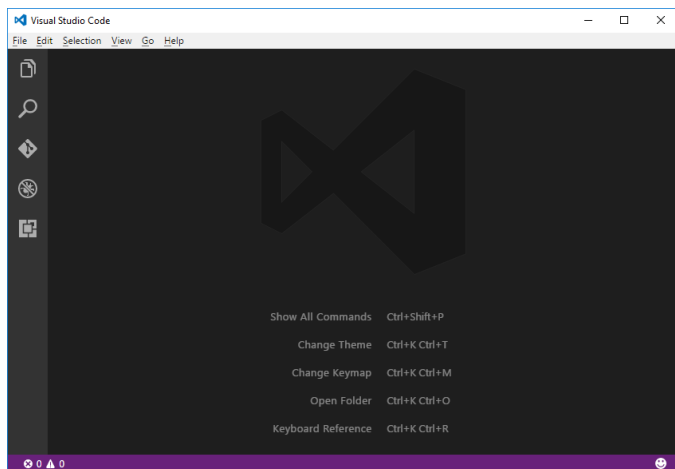 Visual Studio Code
File Edit Selection View Go Help
Show All Commands Ctrl+Shift+P
Change Theme Ctrl+K Ctrl+T
Change Keymap Ctrl+K Ctrl+M
Open Folder Ctrl+K Ctrl+O
Keyboard Reference Ctrl+K Ctrl+R
0 0